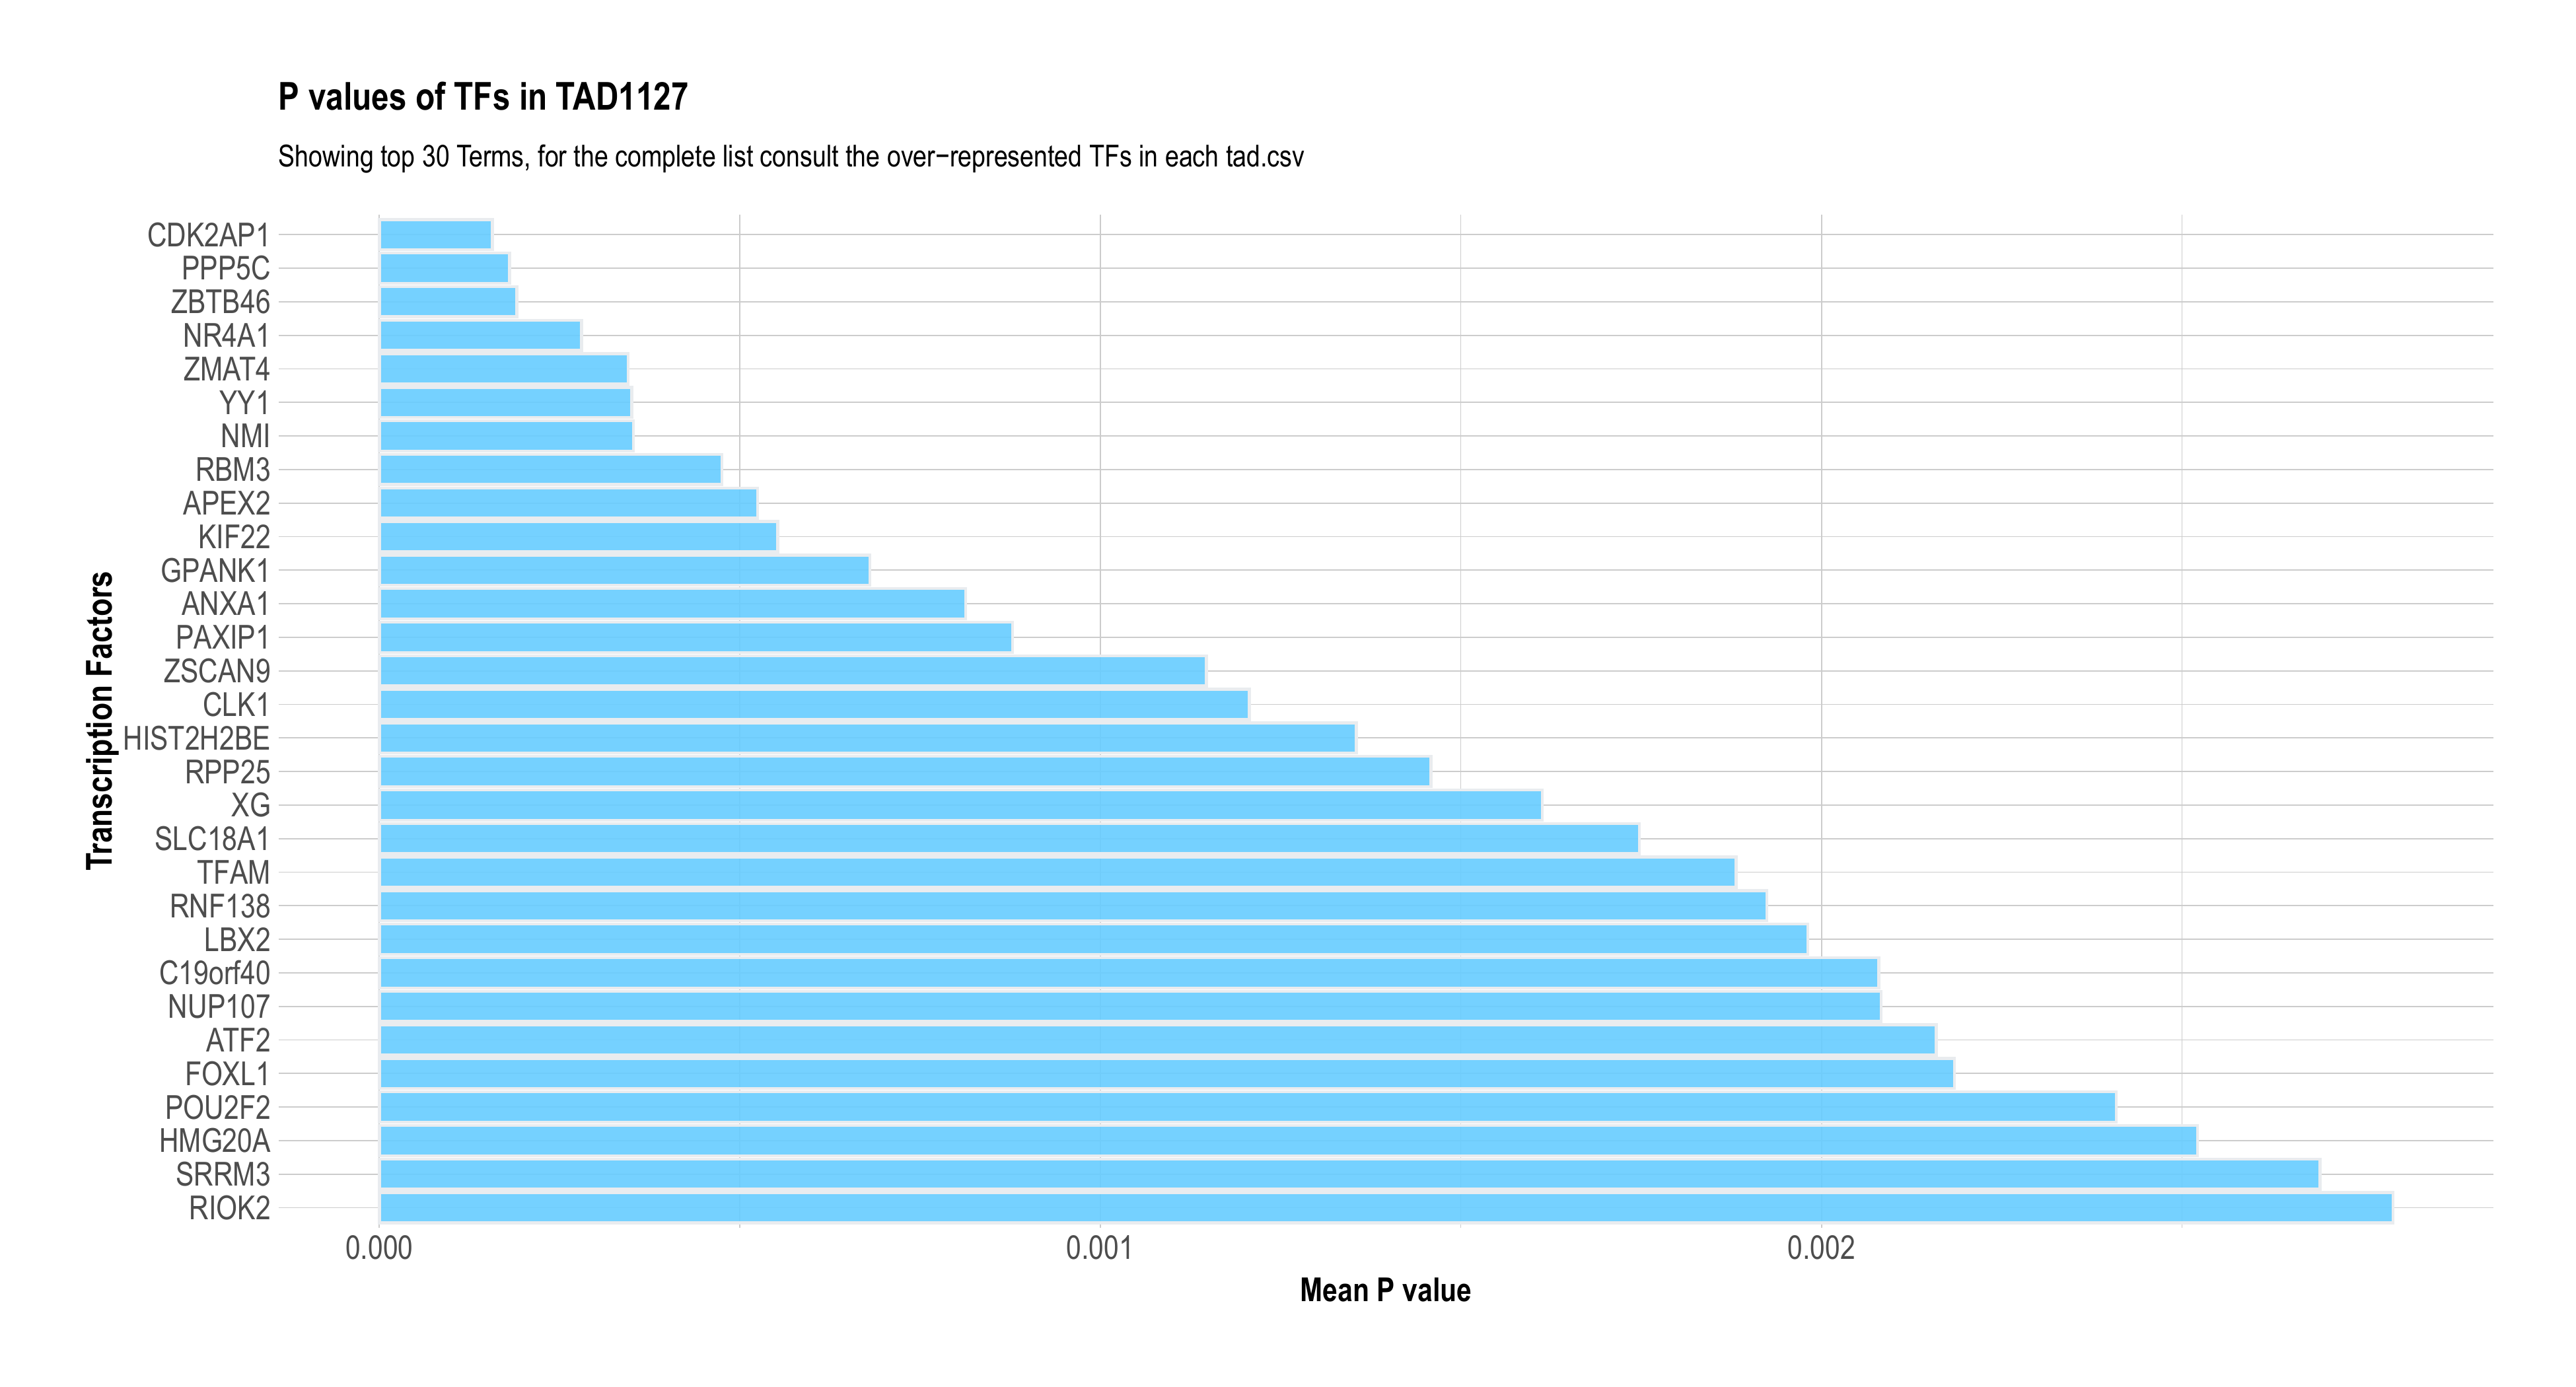 P values of TFs in TAD1127
Showing top 30 Terms, for the complete list consult the over−represented TFs in each tad.csv
Transcription Factors
CDK2AP1
PPP5C
ZBTB46
NR4A1
ZMAT4
YY1
NMI
RBM3
APEX2
KIF22
GPANK1
ANXA1
PAXIP1
ZSCAN9
CLK1
HIST2H2BE
RPP25
XG
SLC18A1
TFAM
RNF138
LBX2
C19orf40
NUP107
ATF2
FOXL1
POU2F2
HMG20A
SRRM3
RIOK2
0.000 0.001 0.002
Mean P value